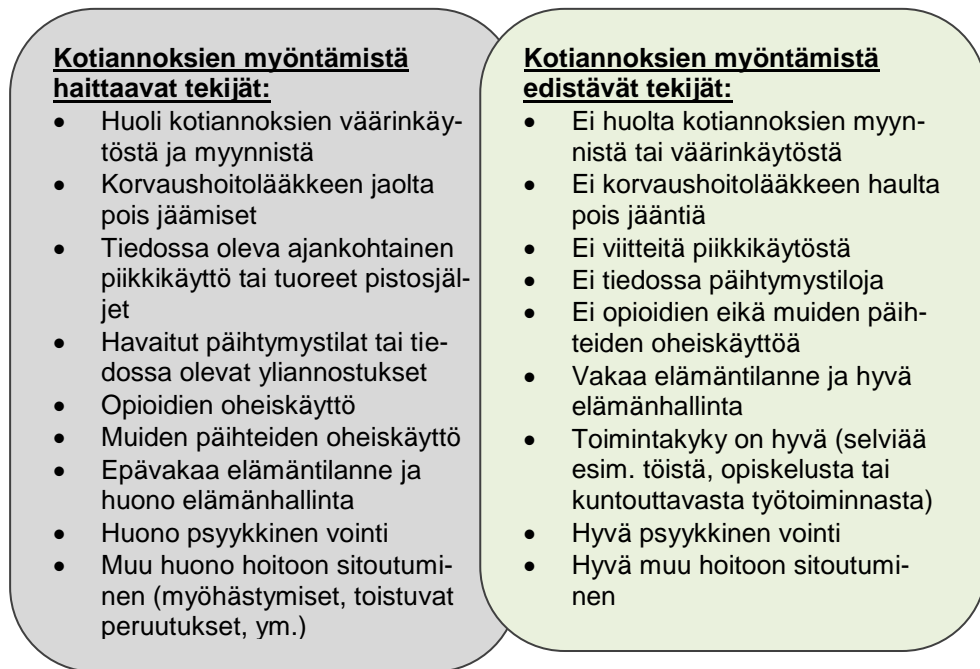 Kotiannoksien myöntämistä
haittaavat tekijät:
• Huoli kotiannoksien väärinkäy-
töstä ja myynnistä
• Korvaushoitolääkkeen jaolta
pois jäämiset
• Tiedossa oleva ajankohtainen
piikkikäyttö tai tuoreet pistosjäl-
jet
• Havaitut päihtymystilat tai tie-
dossa olevat yliannostukset
• Opioidien oheiskäyttö
• Muiden päihteiden oheiskäyttö
• Epävakaa elämäntilanne ja
huono elämänhallinta
• Huono psyykkinen vointi
• Muu huono hoitoon sitoutumi-
nen (myöhästymiset, toistuvat
peruutukset, ym.)
Kotiannoksien myöntämistä
edistävät tekijät:
• Ei huolta kotiannoksien myyn-
nistä tai väärinkäytöstä
• Ei korvaushoitolääkkeen haulta
pois jääntiä
• Ei viitteitä piikkikäytöstä
• Ei tiedossa päihtymystiloja
• Ei opioidien eikä muiden päih-
teiden oheiskäyttöä
• Vakaa elämäntilanne ja hyvä
elämänhallinta
• Toimintakyky on hyvä (selviää
esim. töistä, opiskelusta tai
kuntouttavasta työtoiminnasta)
• Hyvä psyykkinen vointi
• Hyvä muu hoitoon sitoutumi-
nen